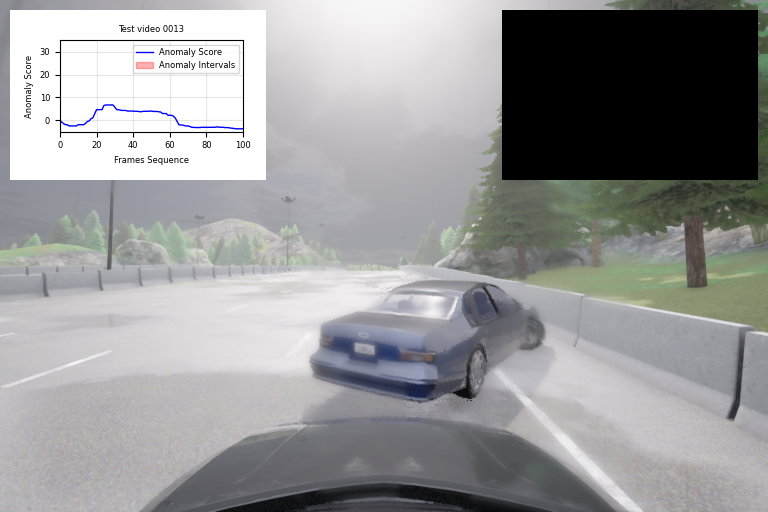 Test video 0013
Anomaly Score
30
20
10
0
0 20 40 60 80 100
Frames Sequence
Anomaly Score
Anomaly Intervals